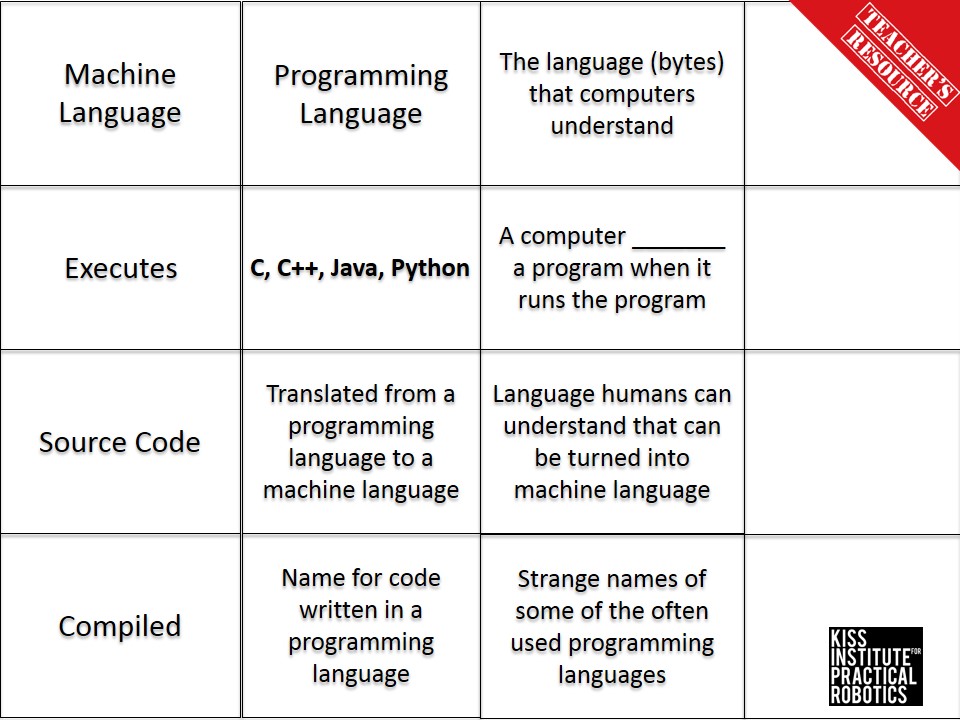 Machine
Language
Programming
Language
The language (bytes)
that computers
understand
TEACHER'S
RESOURCE
Executes
C, C++, Java, Python
A computer _______
a program when it
runs the program
Source Code
Translated from a
programming
language to a
machine language
Language humans can
understand that can
be turned into
machine language
Compiled
Name for code
written in a
programming
language
Strange names of
some of the often
used programming
languages
KISS
INSTITUTE FOR
PRACTICAL
ROBOTICS